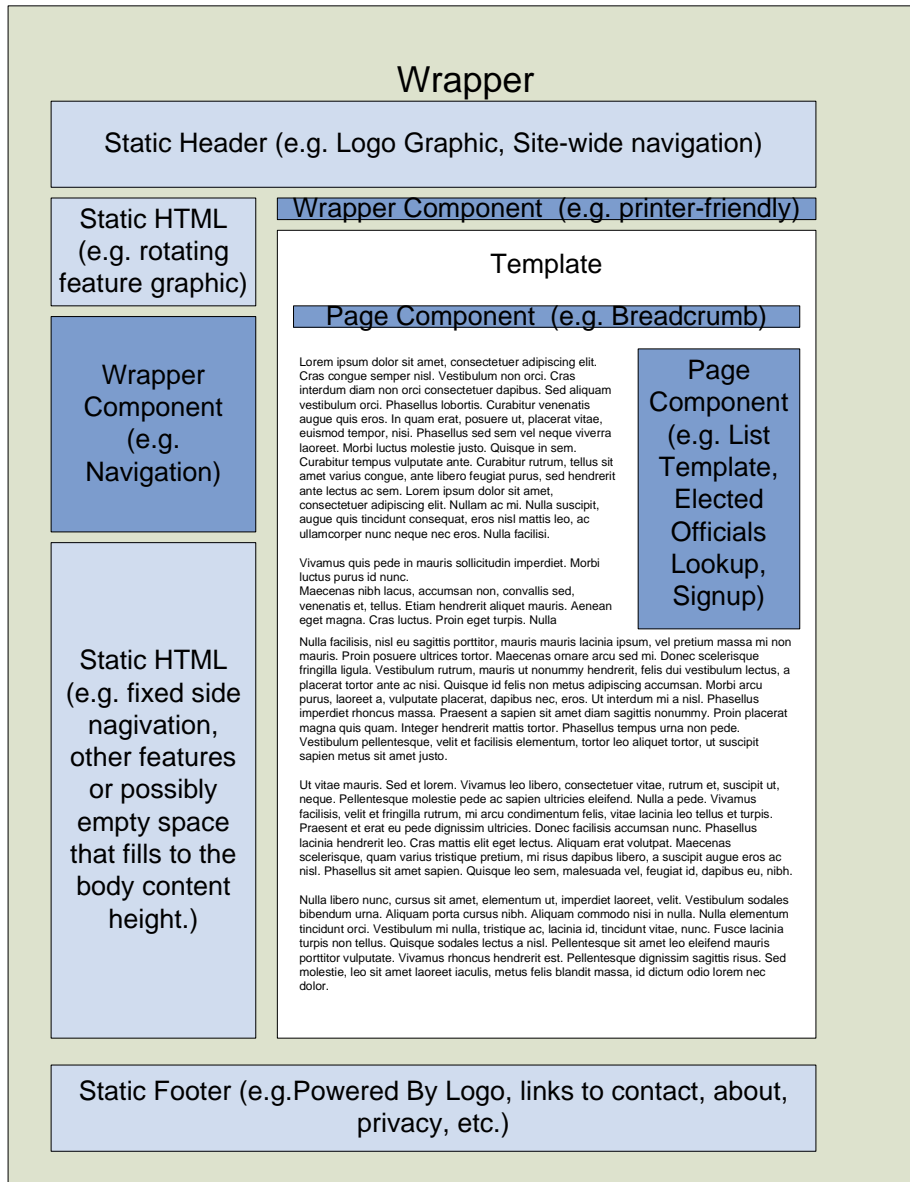 Wrapper
Static Header (e.g. Logo Graphic, Site-wide navigation)
Static HTML
(e.g. rotating
feature graphic)
Wrapper Component  (e.g. printer-friendly)
Template
Page Component  (e.g. Breadcrumb)
Wrapper
Component
(e.g.
Navigation)
Lorem ipsum dolor sit amet, consectetuer adipiscing elit.
Cras congue semper nisl. Vestibulum non orci. Cras
interdum diam non orci consectetuer dapibus. Sed aliquam
vestibulum orci. Phasellus lobortis. Curabitur venenatis
augue quis eros. In quam erat, posuere ut, placerat vitae,
euismod tempor, nisi. Phasellus sed sem vel neque viverra
laoreet. Morbi luctus molestie justo. Quisque in sem.
Curabitur tempus vulputate ante. Curabitur rutrum, tellus sit
amet varius congue, ante libero feugiat purus, sed hendrerit
ante lectus ac sem. Lorem ipsum dolor sit amet,
consectetuer adipiscing elit. Nullam ac mi. Nulla suscipit,
augue quis tincidunt consequat, eros nisl mattis leo, ac
ullamcorper nunc neque nec eros. Nulla facilisi.
Vivamus quis pede in mauris sollicitudin imperdiet. Morbi
luctus purus id nunc.
Maecenas nibh lacus, accumsan non, convallis sed,
venenatis et, tellus. Etiam hendrerit aliquet mauris. Aenean
eget magna. Cras luctus. Proin eget turpis. Nulla
Page
Component
(e.g. List
Template,
Elected
Officials
Lookup,
Signup)
Nulla facilisis, nisl eu sagittis porttitor, mauris mauris lacinia ipsum, vel pretium massa mi non
mauris. Proin posuere ultrices tortor. Maecenas ornare arcu sed mi. Donec scelerisque
fringilla ligula. Vestibulum rutrum, mauris ut nonummy hendrerit, felis dui vestibulum lectus, a
placerat tortor ante ac nisi. Quisque id felis non metus adipiscing accumsan. Morbi arcu
purus, laoreet a, vulputate placerat, dapibus nec, eros. Ut interdum mi a nisl. Phasellus
imperdiet rhoncus massa. Praesent a sapien sit amet diam sagittis nonummy. Proin placerat
magna quis quam. Integer hendrerit mattis tortor. Phasellus tempus urna non pede.
Vestibulum pellentesque, velit et facilisis elementum, tortor leo aliquet tortor, ut suscipit
sapien metus sit amet justo.
Ut vitae mauris. Sed et lorem. Vivamus leo libero, consectetuer vitae, rutrum et, suscipit ut,
neque. Pellentesque molestie pede ac sapien ultricies eleifend. Nulla a pede. Vivamus
facilisis, velit et fringilla rutrum, mi arcu condimentum felis, vitae lacinia leo tellus et turpis.
Praesent et erat eu pede dignissim ultricies. Donec facilisis accumsan nunc. Phasellus
lacinia hendrerit leo. Cras mattis elit eget lectus. Aliquam erat volutpat. Maecenas
scelerisque, quam varius tristique pretium, mi risus dapibus libero, a suscipit augue eros ac
nisl. Phasellus sit amet sapien. Quisque leo sem, malesuada vel, feugiat id, dapibus eu, nibh.
Nulla libero nunc, cursus sit amet, elementum ut, imperdiet laoreet, velit. Vestibulum sodales
bibendum urna. Aliquam porta cursus nibh. Aliquam commodo nisi in nulla. Nulla elementum
tincidunt orci. Vestibulum mi nulla, tristique ac, lacinia id, tincidunt vitae, nunc. Fusce lacinia
turpis non tellus. Quisque sodales lectus a nisl. Pellentesque sit amet leo eleifend mauris
porttitor vulputate. Vivamus rhoncus hendrerit est. Pellentesque dignissim sagittis risus. Sed
molestie, leo sit amet laoreet iaculis, metus felis blandit massa, id dictum odio lorem nec
dolor.
Static HTML
(e.g. fixed side
nagivation,
other features
or possibly
empty space
that fills to the
body content
height.)
Static Footer (e.g.Powered By Logo, links to contact, about,
privacy, etc.)